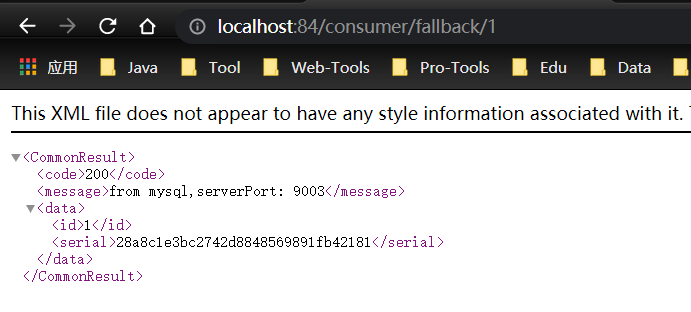 localhost:84/consumer/fallback/1
应用 Java Tool Web-Tools Pro-Tools Edu Data
This XML file does not appear to have any style information associated with it.
▼<CommonResult>
<code>200</code>
<message>from mysql,serverPort: 9003</message>
▼<data>
<id>1</id>
<serial>28a8c1e3bc2742d8848569891fb42181</serial>
</data>
</CommonResult>